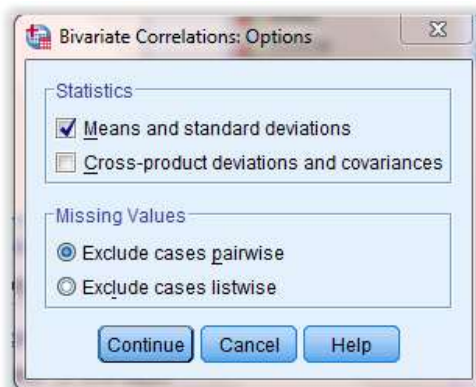 Bivariate Correlations: Options
Statistics
Means and standard deviations
Cross-product deviations and covariances
Missing Values
Exclude cases pairwise
Exclude cases listwise
Continue Cancel Help